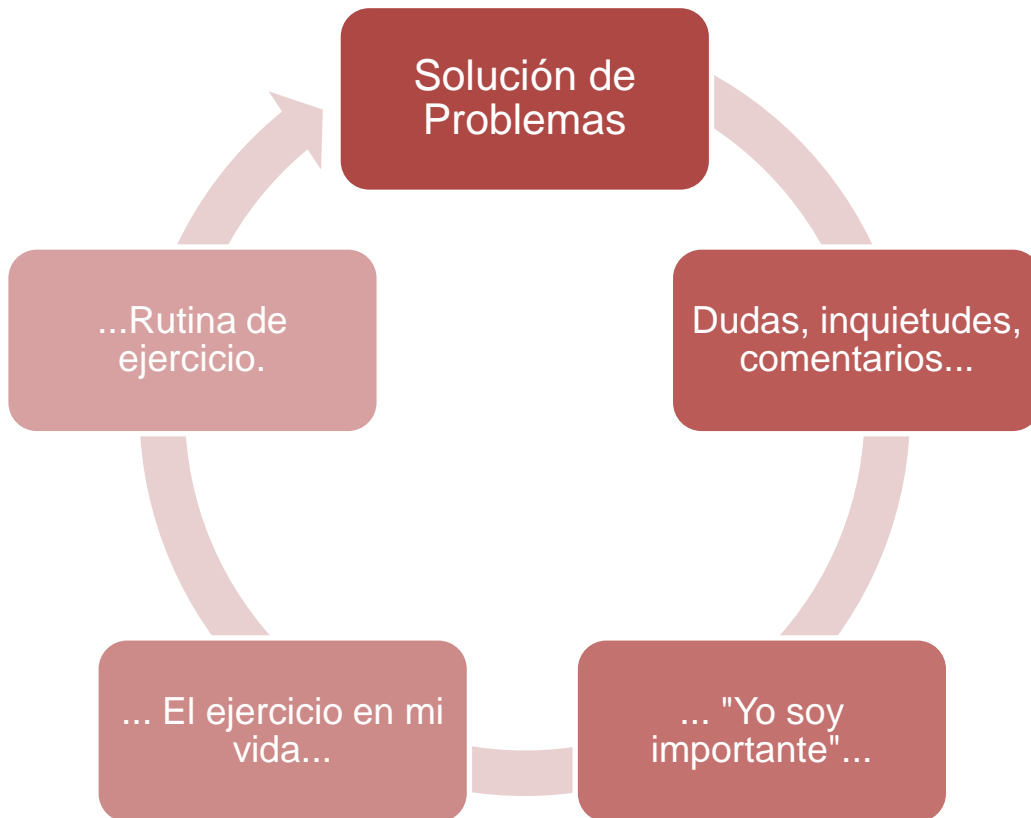 Solución de
Problemas
Dudas, inquietudes,
comentarios...
... "Yo soy
importante"...
... El ejercicio en mi
vida...
...Rutina de
ejercicio.